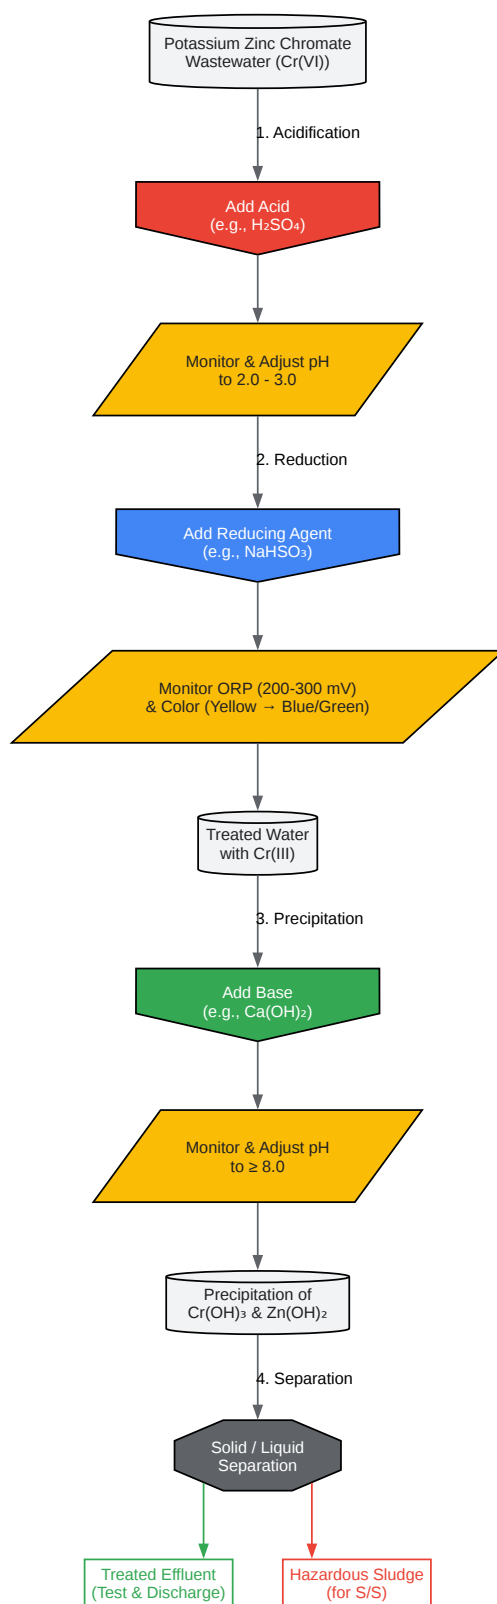 Potassium Zinc Chromate
Wastewater (Cr(VI))
1. Acidification
Add Acid
(e.g., H₂SO₄)
Monitor & Adjust pH
to 2.0 - 3.0
2. Reduction
Add Reducing Agent
(e.g., NaHSO₃)
Monitor ORP (200-300 mV)
& Color (Yellow → Blue/Green)
Treated Water
with Cr(III)
3. Precipitation
Add Base
(e.g., Ca(OH)₂)
Monitor & Adjust pH
to ≥ 8.0
Precipitation of
Cr(OH)₃ & Zn(OH)₂
4. Separation
Solid / Liquid
Separation
Treated Effluent
(Test & Discharge)
Hazardous Sludge
(for S/S)